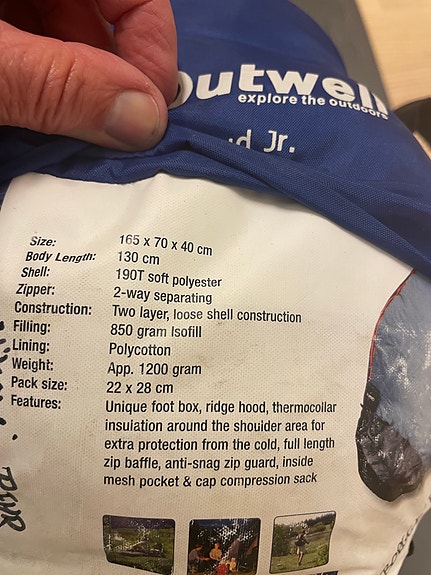 outwell
explore the outdoors
d Jr.
Size: 165 x 70 x 40 cm
Body Length: 130 cm
Shell: 190T soft polyester
Zipper: 2-way separating
Construction: Two layer, loose shell construction
Filling: 850 gram Isofill
Lining: Polycotton
Weight: App. 1200 gram
Pack size: 22 x 28 cm
Features: Unique foot box, ridge hood, thermocollar
insulation around the shoulder area for
extra protection from the cold, full length
zip baffle, anti-snag zip guard, inside
mesh pocket & cap compression sack